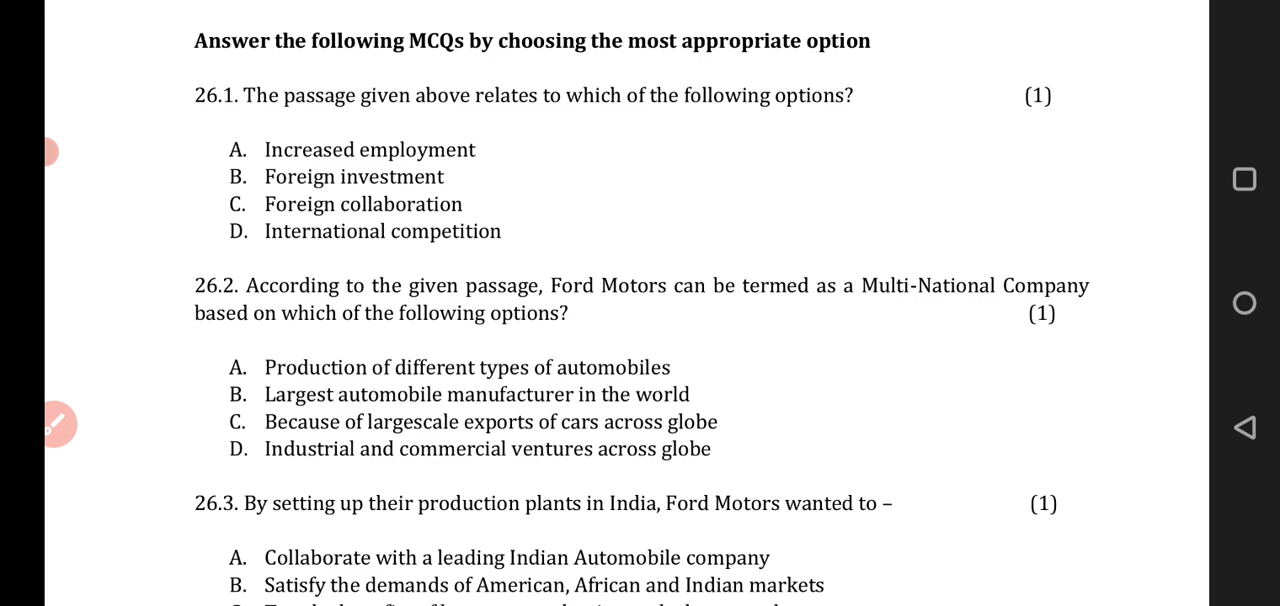 Answer the following MCQs by choosing the most appropriate option
26.1. The passage given above relates to which of the following options? (1)
A. Increased employment
B. Foreign investment
C. Foreign collaboration
D. International competition
26.2. According to the given passage, Ford Motors can be termed as a Multi-National Company
based on which of the following options? (1)
A. Production of different types of automobiles
B. Largest automobile manufacturer in the world
C. Because of largescale exports of cars across globe
D. Industrial and commercial ventures across globe
26.3. By setting up their production plants in India, Ford Motors wanted to – (1)
A. Collaborate with a leading Indian Automobile company
B. Satisfy the demands of American, African and Indian markets